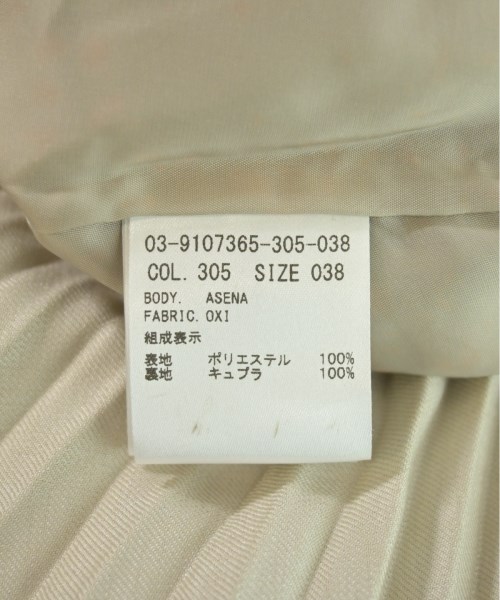 03-9107365-305-038
COL. 305 SIZE 038
BODY. ASENA
FABRIC. OXI
組成表示
表地 ポリエステル 100%
裏地 キュプラ 100%